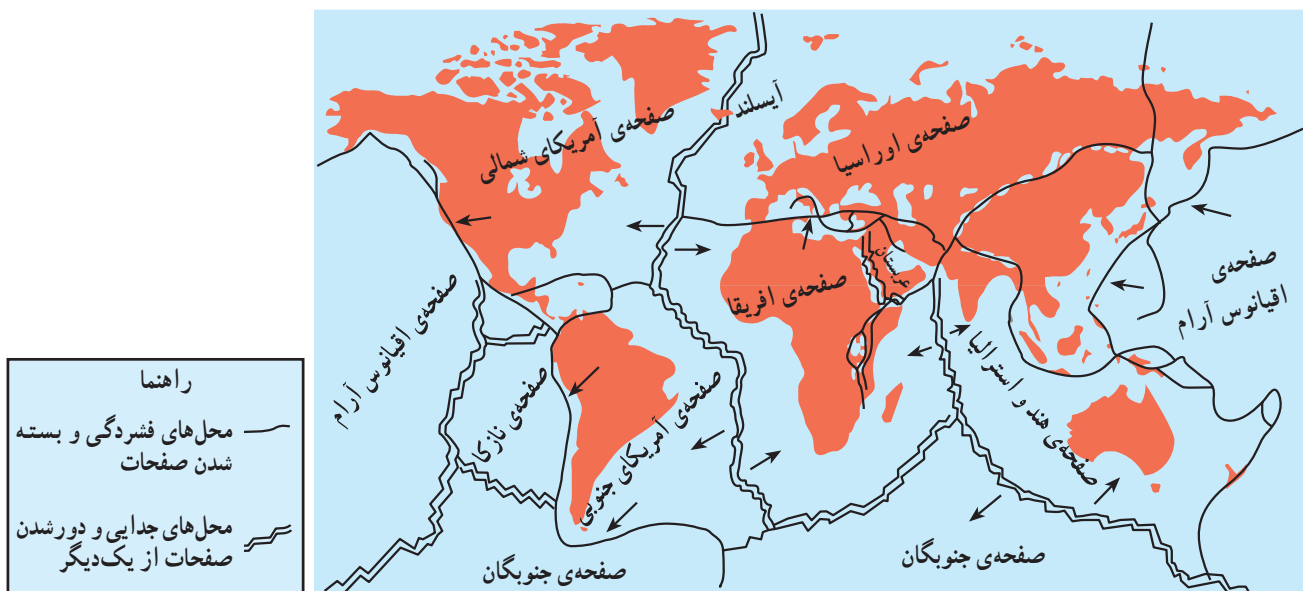 آیسلند
صفحه‌ی آمریکای شمالی
صفحه‌ی اوراسیا
عربستان
صفحه‌ی افریقا
صفحه‌ی
اقیانوس آرام
صفحه‌ی اقیانوس آرام
صفحه‌ی نازکا
صفحه‌ی آمریکای جنوبی
صفحه‌ی هند و استرالیا
صفحه‌ی جنوبگان
صفحه‌ی جنوبگان
راهنما
محل‌های فشردگی و بسته
شدن صفحات
محل‌های جدایی و دورشدن
صفحات از یک‌دیگر